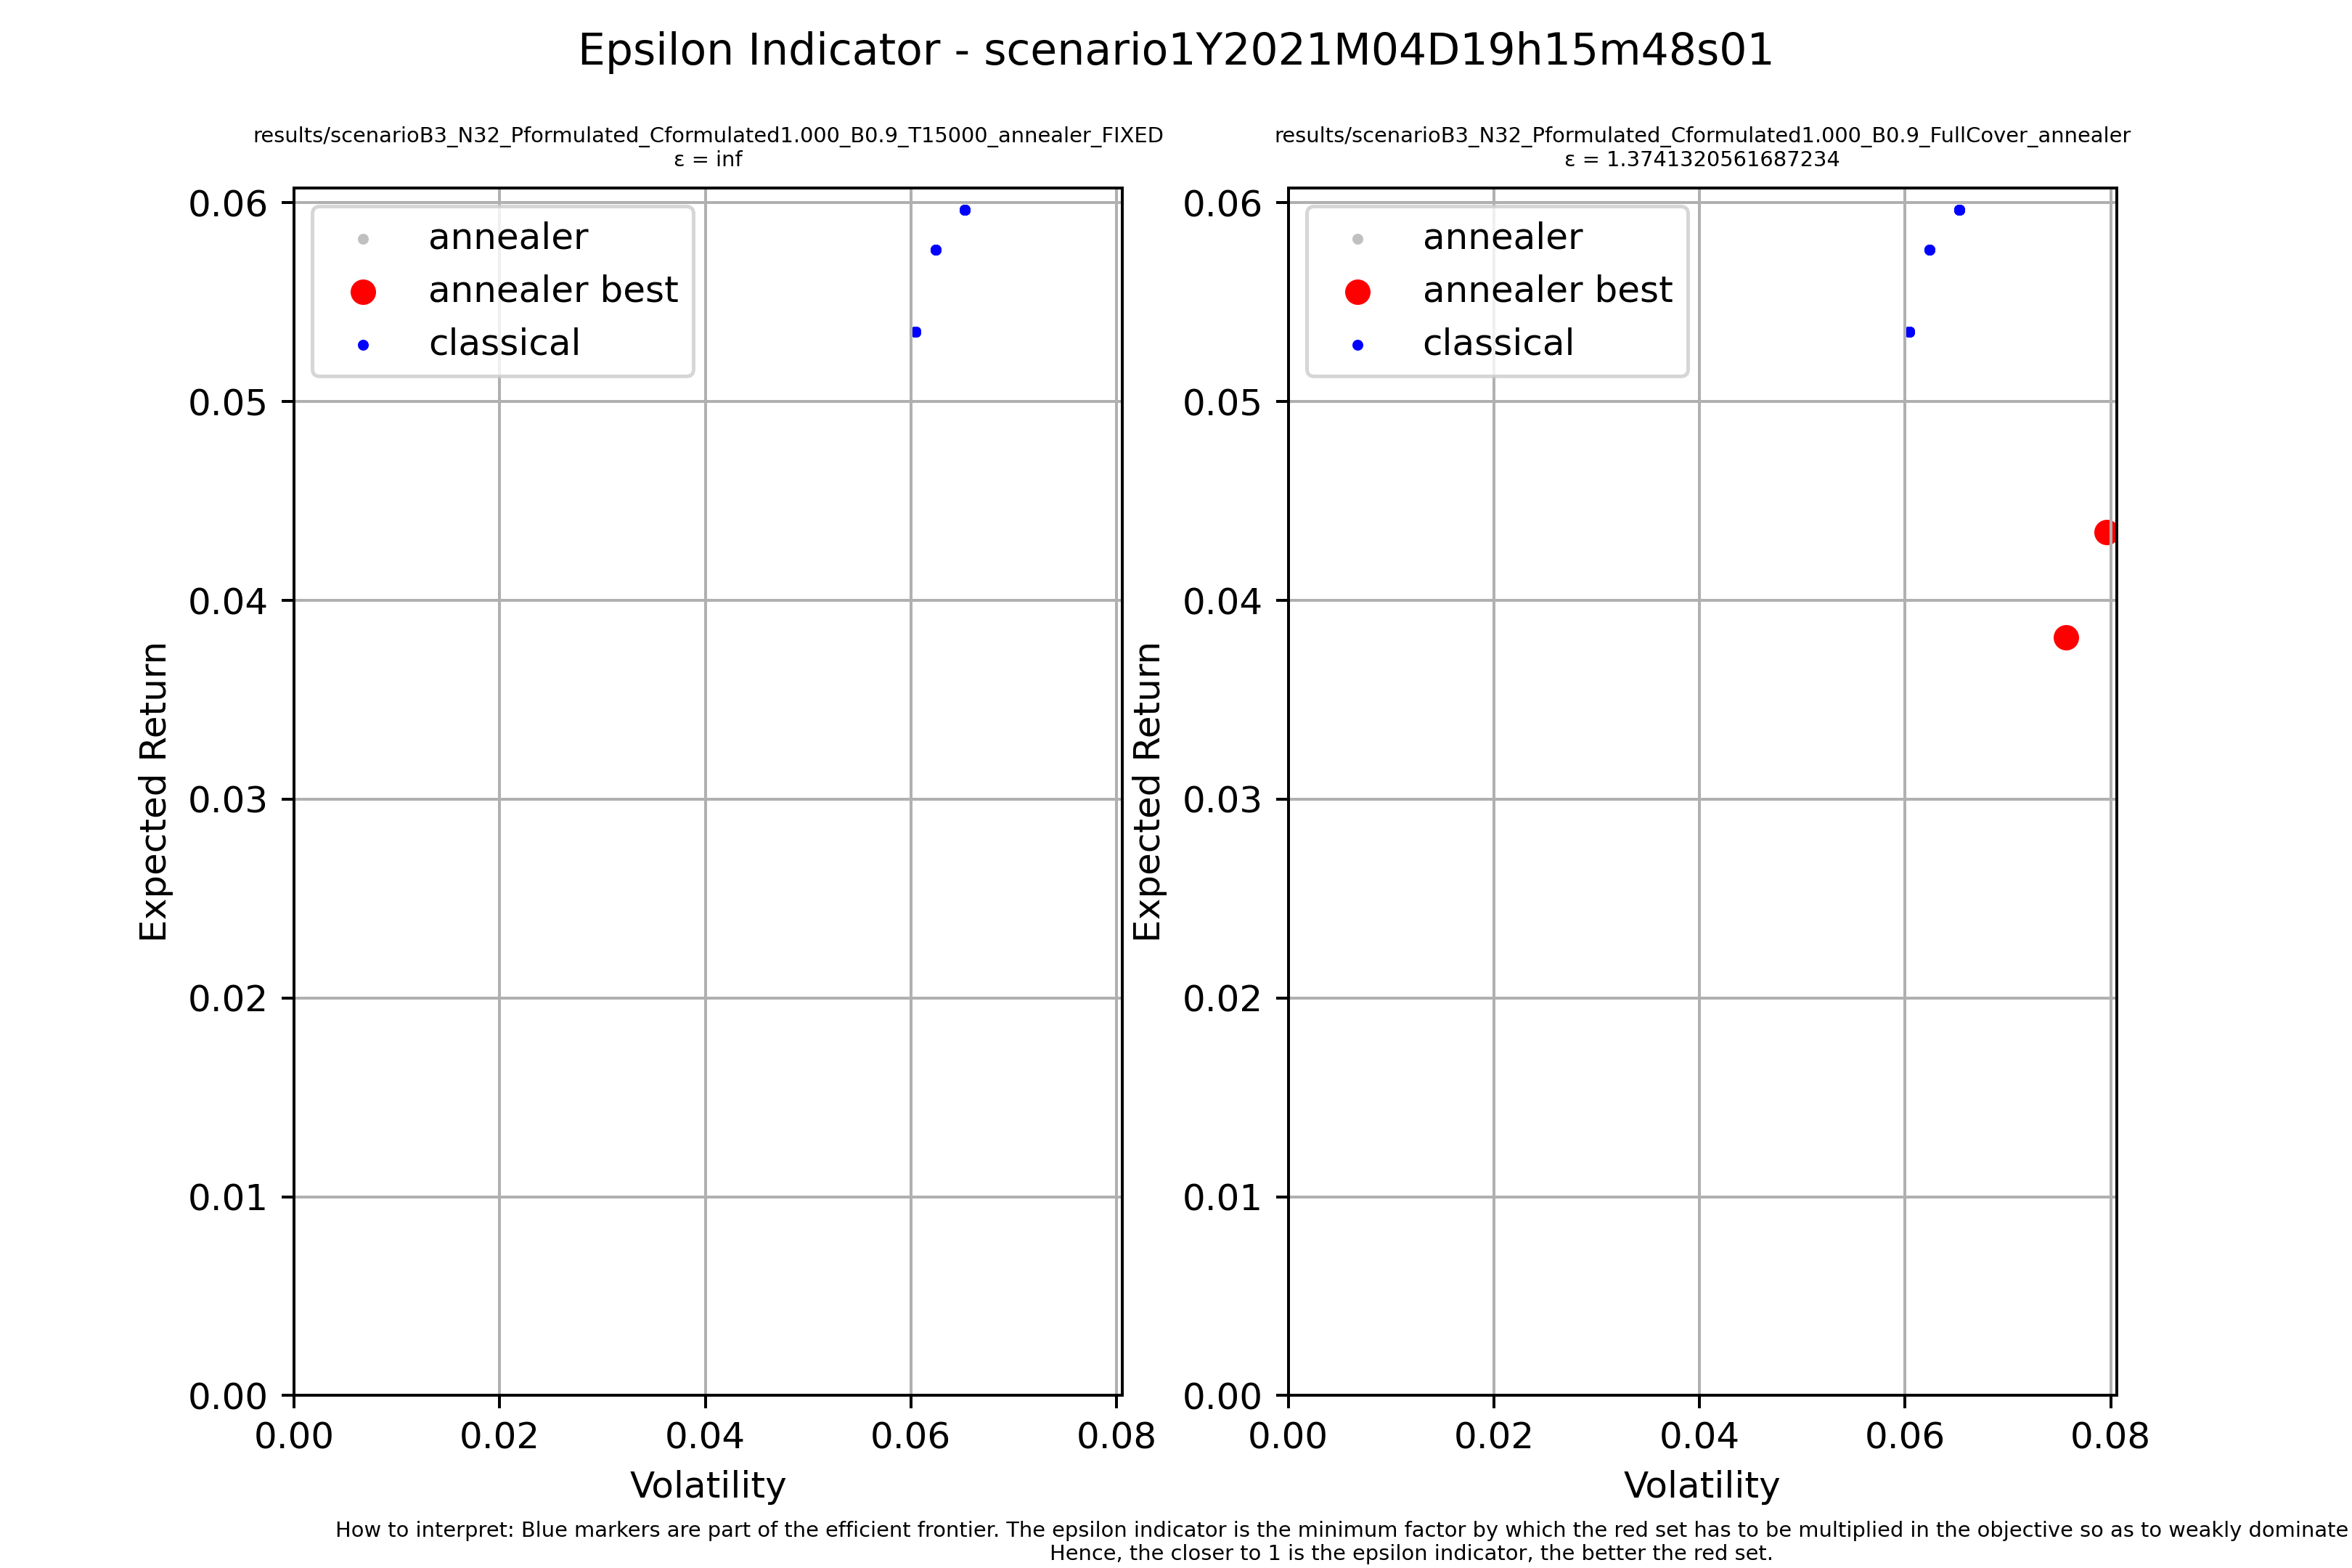 Epsilon Indicator - scenario1Y2021M04D19h15m48s01
results/scenarioB3_N32_Pformulated_Cformulated1.000_B0.9_T15000_annealer_FIXED
ε = inf
0.06
0.05
0.04
0.03
0.02
0.01
0.00
Expected Return
annealer
annealer best
classical
0.00
0.02
0.04
0.06
0.08
Volatility
results/scenarioB3_N32_Pformulated_Cformulated1.000_B0.9_FullCover_annealer
ε = 1.3741320561687234
0.06
0.05
0.04
0.03
0.02
0.01
0.00
Expected Return
annealer
annealer best
classical
0.00
0.02
0.04
0.06
0.08
Volatility
How to interpret: Blue markers are part of the efficient frontier. The epsilon indicator is the minimum factor by which the red set has to be multiplied in the objective so as to weakly dominate
Hence, the closer to 1 is the epsilon indicator, the better the red set.